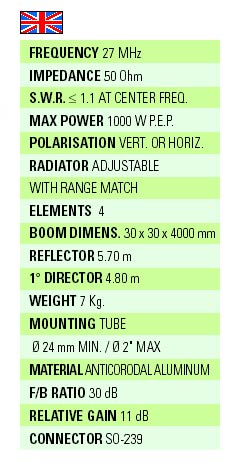 FREQUENCY 27 MHz
IMPEDANCE 50 Ohm
S.W.R. ≤ 1.1 AT CENTER FREQ.
MAX POWER 1000 W P.E.P.
POLARISATION VERT. OR HORIZ.
RADIATOR ADJUSTABLE
WITH RANGE MATCH
ELEMENTS 4
BOOM DIMENS. 30 x 30 x 4000 mm
REFLECTOR 5.70 m
1° DIRECTOR 4.80 m
WEIGHT 7 Kg.
MOUNTING TUBE
Ø 24 mm MIN. / Ø 2" MAX
MATERIAL ANTICORODAL ALUMINUM
F/B RATIO 30 dB
RELATIVE GAIN 11 dB
CONNECTOR SO-239